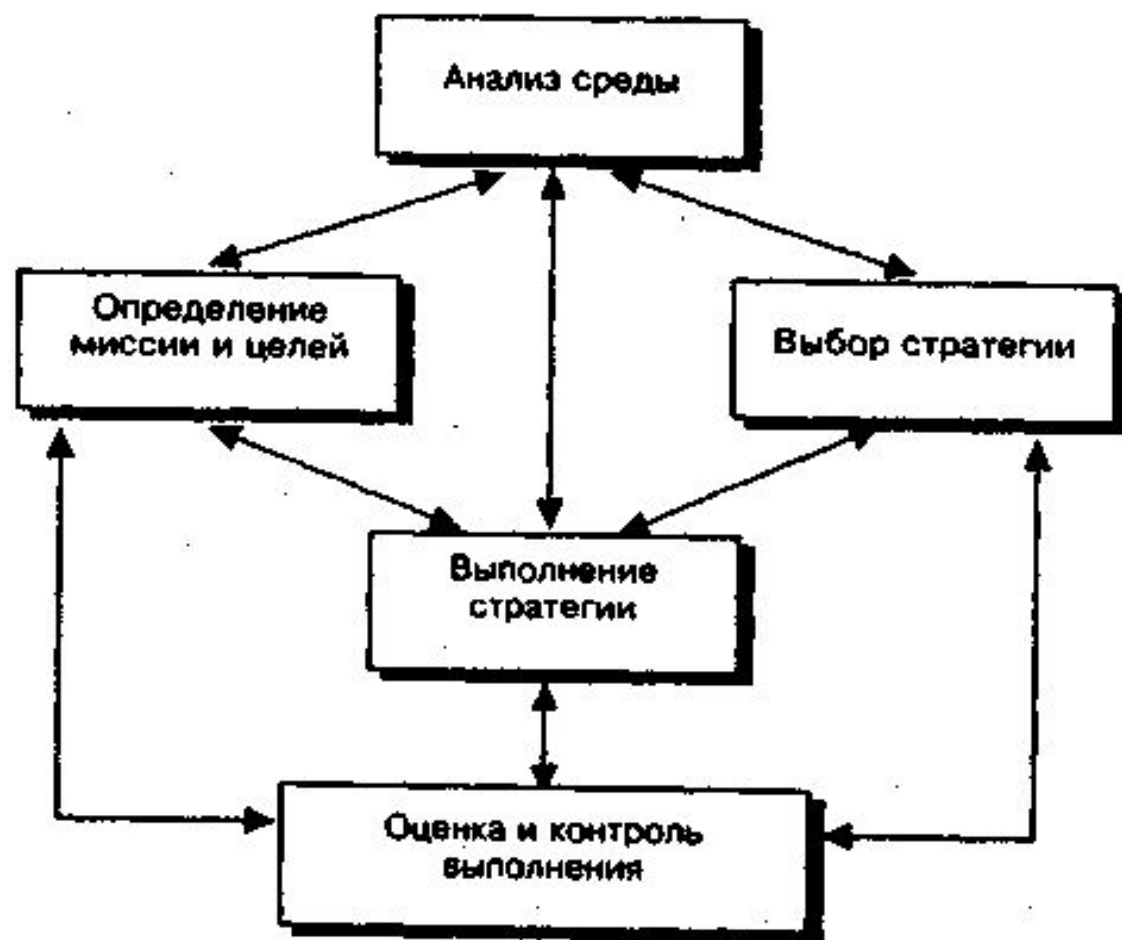 Анализ среды
Определение
миссии и целей
Выбор стратегии
Выполнение
стратегии
Оценка и контроль
выполнения